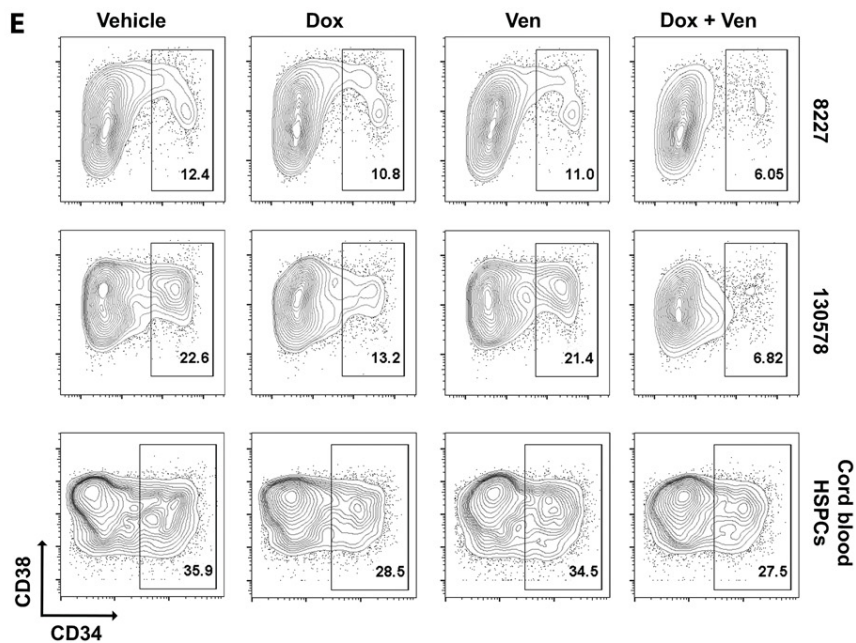 E
Vehicle Dox Ven Dox + Ven
12.4 10.8 11.0 6.05
8227
22.6 13.2 21.4 6.82
130578
35.9 28.5 34.5 27.5
Cord blood
HSPCs
CD38
CD34